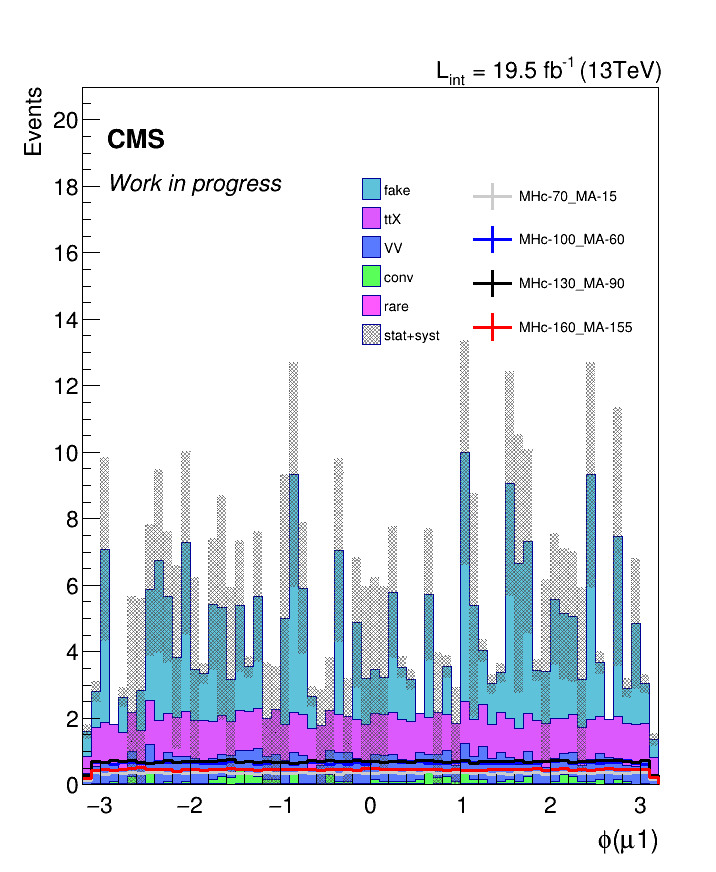 L_int = 19.5 fb^-1 (13TeV)
Events
CMS
Work in progress
fake
ttX
VV
conv
rare
stat+syst
MHc-70_MA-15
MHc-100_MA-60
MHc-130_MA-90
MHc-160_MA-155
20
18
16
14
12
10
8
6
4
2
0
−3 −2 −1 0 1 2 3
ϕ(μ1)